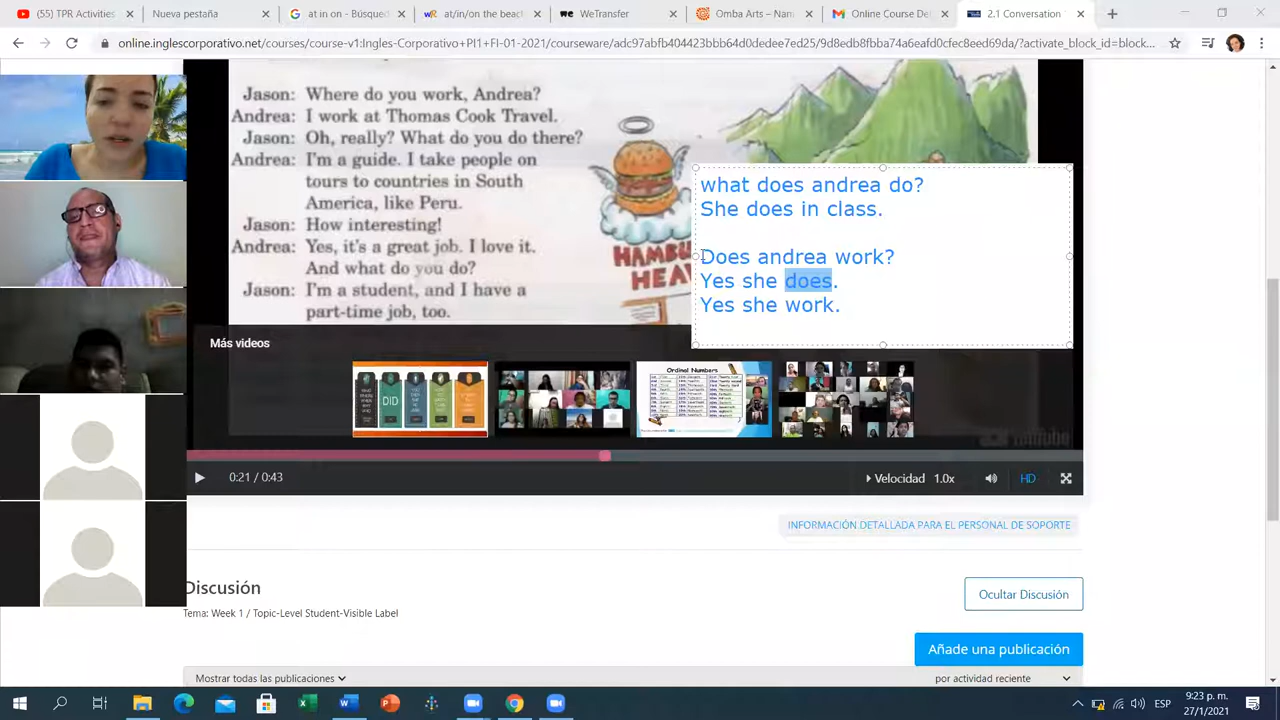 (55) TPR Activities
Nueva pestaña
at in on - Búsqued
at/in/on the beach
WeTransfer
Omba Arts – Nan
Online Course De
2.1 Conversation
online.inglescorporativo.net/courses/course-v1:Ingles-Corporativo PI1 FI-01-2021/courseware/adc97abfb404423bbb64d0dedee7ed25/9d8edb8fbba74a6eafd0cfec8eed69da/?activate_block_id=block...
Jason: Where do you work, Andrea?
Andrea: I work at Thomas Cook Travel.
Jason: Oh, really? What do you do there?
Andrea: I'm a guide. I take people on
tours to countries in South
America, like Peru.
Jason: How interesting!
Andrea: Yes, it's a great job. I love it.
And what do you do?
Jason: I'm a student, and I have a
part-time job, too.
HAMBU
HEA
what does andrea do?
She does in class.
Does andrea work?
Yes she does.
Yes she work.
Más videos
DID
Ordinal Numbers
YouTube
0:21 / 0:43
Velocidad 1.0x
HD
INFORMACIÓN DETALLADA PARA EL PERSONAL DE SOPORTE
Discusión
Ocultar Discusión
Tema: Week 1 / Topic-Level Student-Visible Label
Añade una publicación
Mostrar todas las publicaciones
por actividad reciente
ESP
9:23 p. m.
27/1/2021